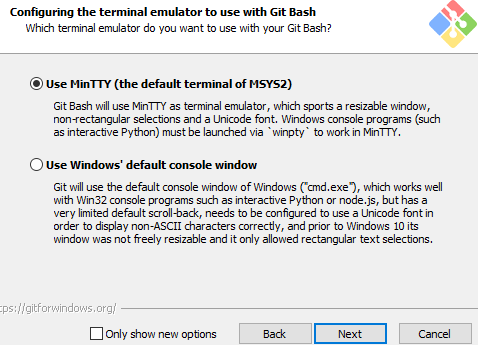 Configuring the terminal emulator to use with Git Bash
Which terminal emulator do you want to use with your Git Bash?
Use MinTTY (the default terminal of MSYS2)
Git Bash will use MinTTY as terminal emulator, which sports a resizable window,
non-rectangular selections and a Unicode font. Windows console programs (such
as interactive Python) must be launched via `winpty` to work in MinTTY.
Use Windows' default console window
Git will use the default console window of Windows ("cmd.exe"), which works well
with Win32 console programs such as interactive Python or node.js, but has a
very limited default scroll-back, needs to be configured to use a Unicode font in
order to display non-ASCII characters correctly, and prior to Windows 10 its
window was not freely resizable and it only allowed rectangular text selections.
tps://gitforwindows.org/
Only show new options
Back
Next
Cancel